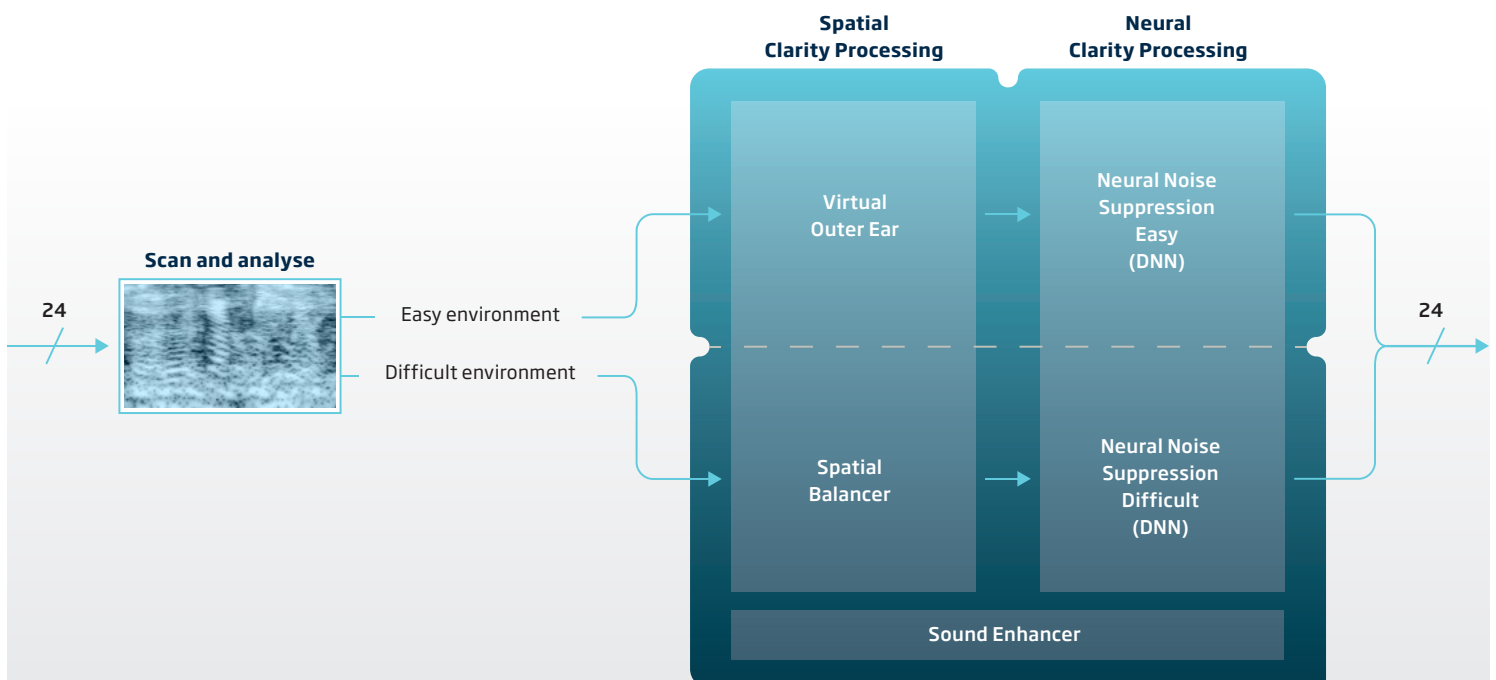 Spatial
Clarity Processing
Neural
Clarity Processing
Scan and analyse
24
Easy environment
Difficult environment
Virtual
Outer Ear
Neural Noise
Suppression
Easy
(DNN)
24
Spatial
Balancer
Neural Noise
Suppression
Difficult
(DNN)
Sound Enhancer